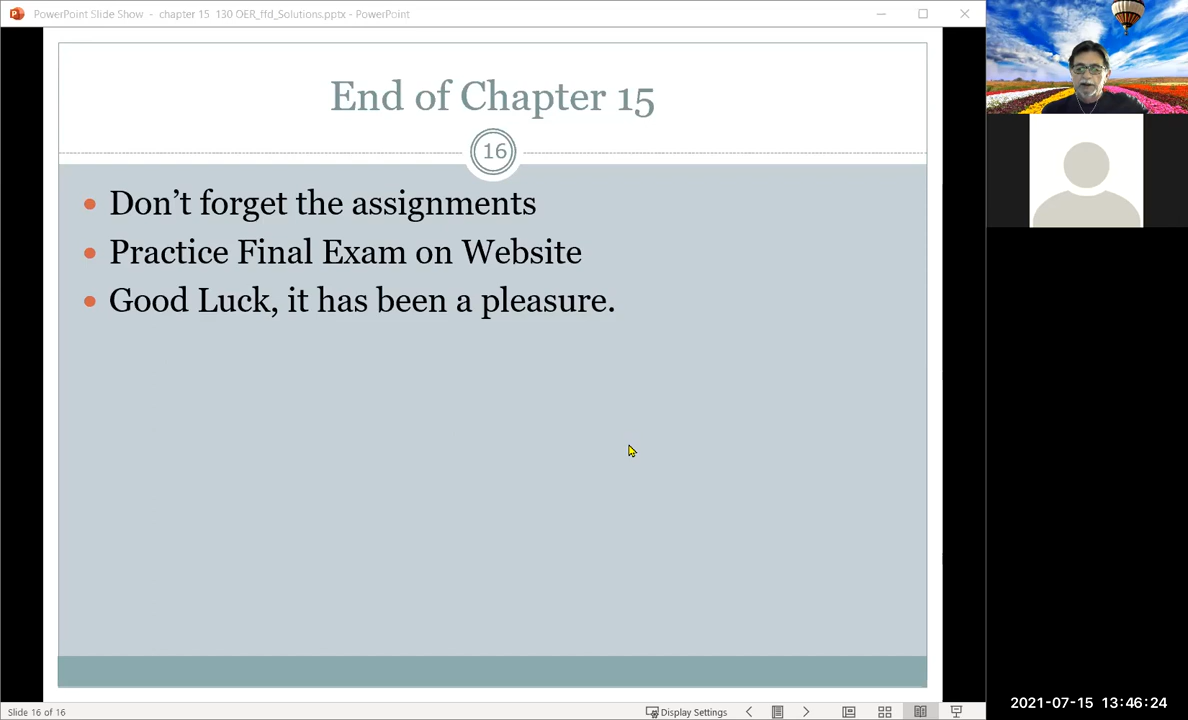 PowerPoint Slide Show - chapter 15 130 OER_ffd_Solutions.pptx - PowerPoint
End of Chapter 15
16
Don't forget the assignments
Practice Final Exam on Website
Good Luck, it has been a pleasure.
Slide 16 of 16
Display Settings
2021-07-15 13:46:24